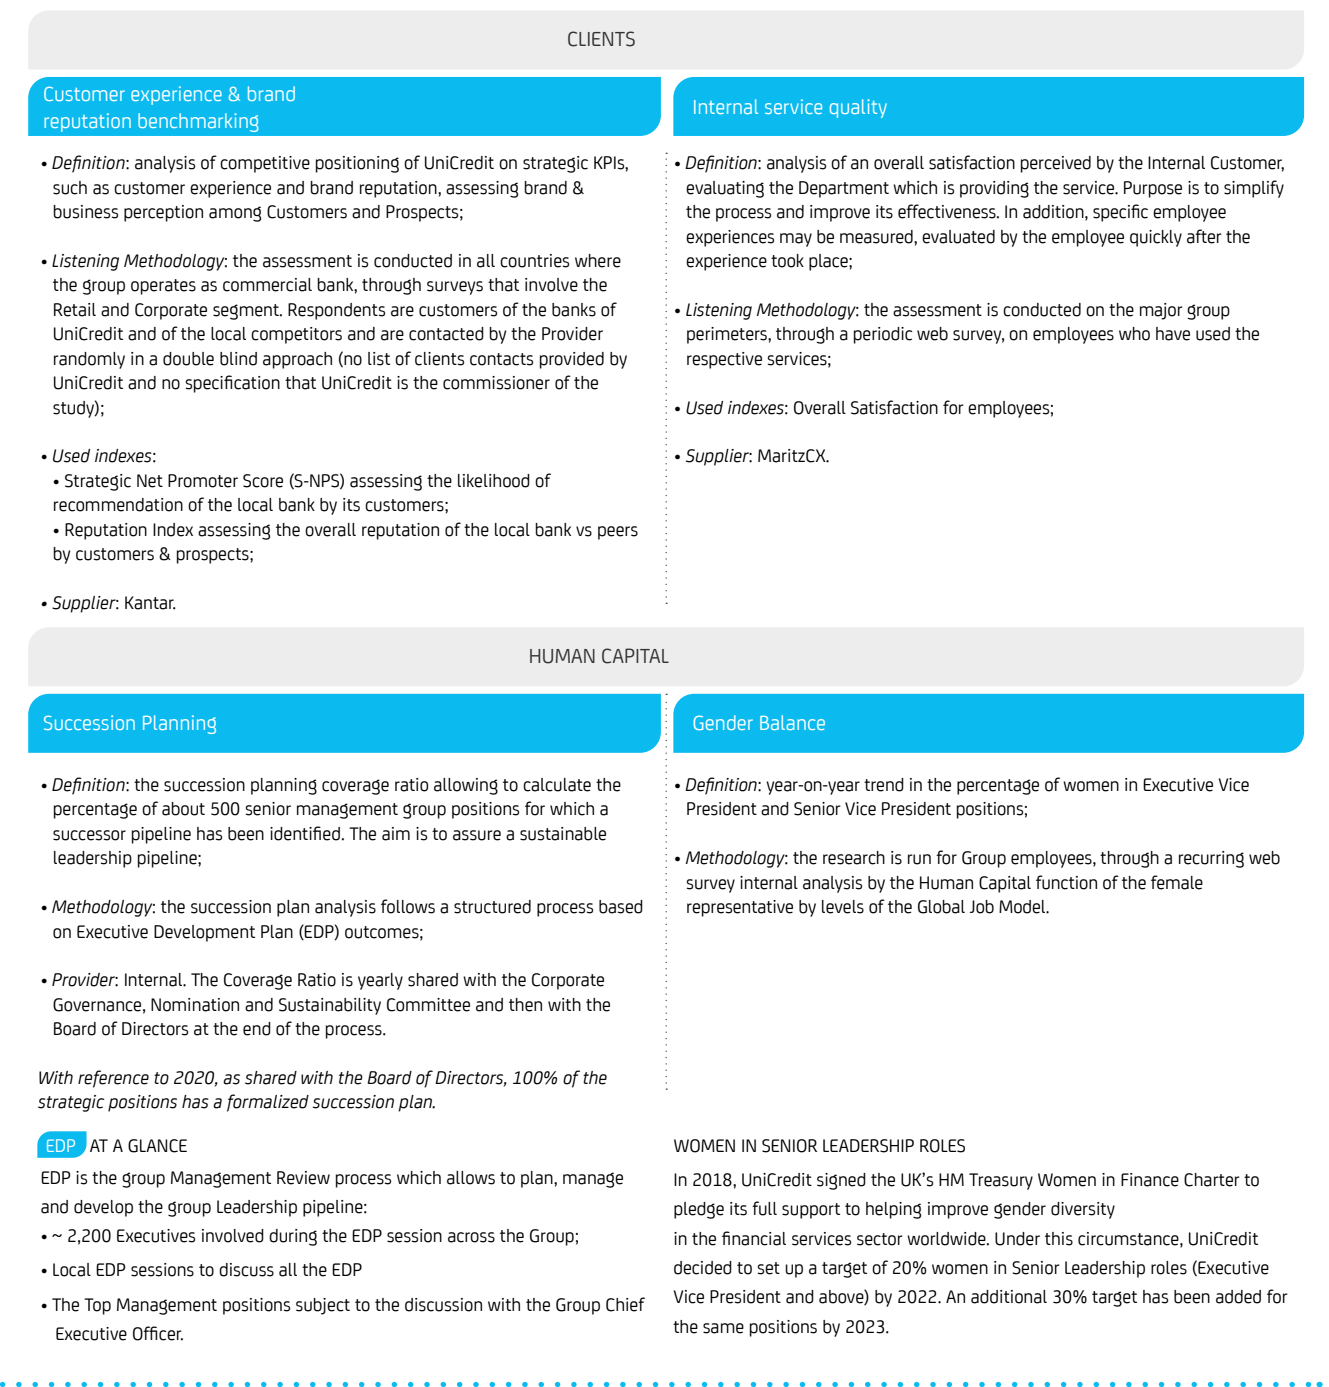 CLIENTS
Customer experience & brand
reputation benchmarking
• Definition: analysis of competitive positioning of UniCredit on strategic KPIs,
such as customer experience and brand reputation, assessing brand &
business perception among Customers and Prospects;
• Listening Methodology: the assessment is conducted in all countries where
the group operates as commercial bank, through surveys that involve the
Retail and Corporate segment. Respondents are customers of the banks of
UniCredit and of the local competitors and are contacted by the Provider
randomly in a double blind approach (no list of clients contacts provided by
UniCredit and no specification that UniCredit is the commissioner of the
study);
• Used indexes:
• Strategic Net Promoter Score (S-NPS) assessing the likelihood of
recommendation of the local bank by its customers;
• Reputation Index assessing the overall reputation of the local bank vs peers
by customers & prospects;
• Supplier: Kantar.
Internal service quality
• Definition: analysis of an overall satisfaction perceived by the Internal Customer,
evaluating the Department which is providing the service. Purpose is to simplify
the process and improve its effectiveness. In addition, specific employee
experiences may be measured, evaluated by the employee quickly after the
experience took place;
• Listening Methodology: the assessment is conducted on the major group
perimeters, through a periodic web survey, on employees who have used the
respective services;
• Used indexes: Overall Satisfaction for employees;
• Supplier: MaritzCX.
HUMAN CAPITAL
Succession Planning
• Definition: the succession planning coverage ratio allowing to calculate the
percentage of about 500 senior management group positions for which a
successor pipeline has been identified. The aim is to assure a sustainable
leadership pipeline;
• Methodology: the succession plan analysis follows a structured process based
on Executive Development Plan (EDP) outcomes;
• Provider: Internal. The Coverage Ratio is yearly shared with the Corporate
Governance, Nomination and Sustainability Committee and then with the
Board of Directors at the end of the process.
With reference to 2020, as shared with the Board of Directors, 100% of the
strategic positions has a formalized succession plan.
EDP AT A GLANCE
EDP is the group Management Review process which allows to plan, manage
and develop the group Leadership pipeline:
• ~ 2,200 Executives involved during the EDP session across the Group;
• Local EDP sessions to discuss all the EDP
• The Top Management positions subject to the discussion with the Group Chief
Executive Officer.
Gender Balance
• Definition: year-on-year trend in the percentage of women in Executive Vice
President and Senior Vice President positions;
• Methodology: the research is run for Group employees, through a recurring web
survey internal analysis by the Human Capital function of the female
representative by levels of the Global Job Model.
WOMEN IN SENIOR LEADERSHIP ROLES
In 2018, UniCredit signed the UK's HM Treasury Women in Finance Charter to
pledge its full support to helping improve gender diversity
in the financial services sector worldwide. Under this circumstance, UniCredit
decided to set up a target of 20% women in Senior Leadership roles (Executive
Vice President and above) by 2022. An additional 30% target has been added for
the same positions by 2023.